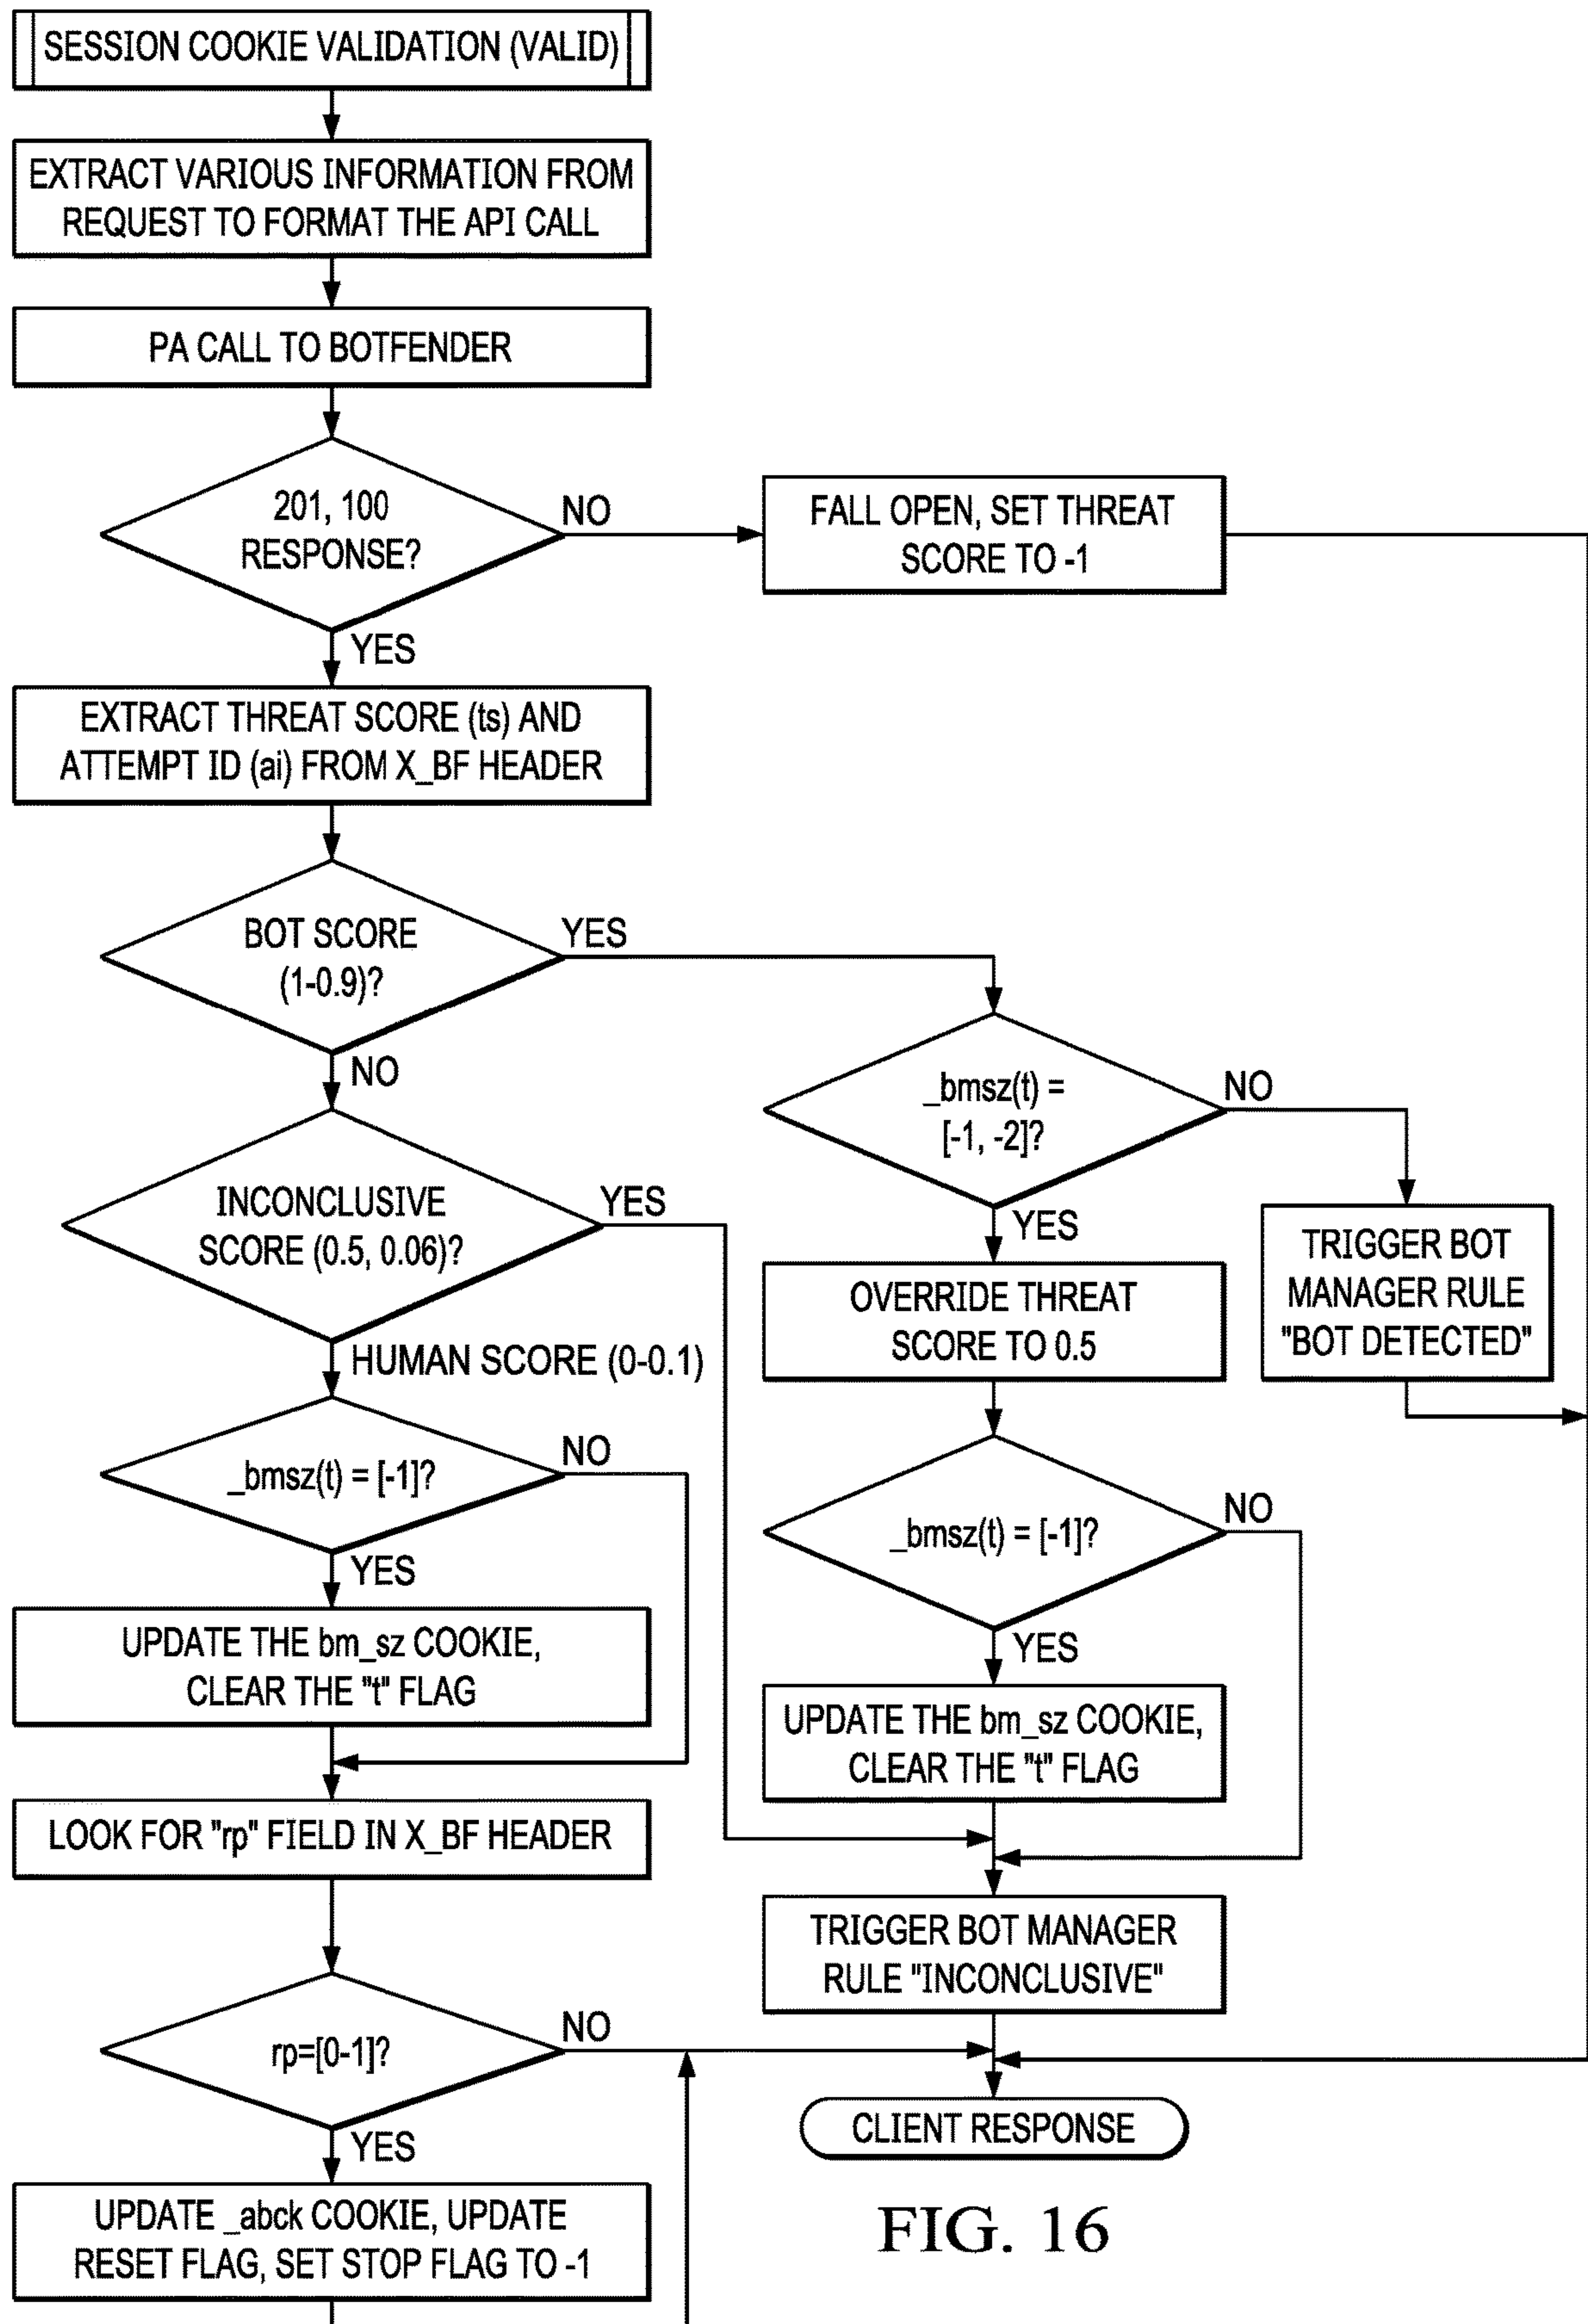 SESSION COOKIE VALIDATION (VALID)
EXTRACT VARIOUS INFORMATION FROM
REQUEST TO FORMAT THE API CALL
PA CALL TO BOTFENDER
201, 100
RESPONSE?
NO
FALL OPEN, SET THREAT
SCORE TO -1
YES
EXTRACT THREAT SCORE (ts) AND
ATTEMPT ID (ai) FROM X_BF HEADER
BOT SCORE
(1-0.9)?
YES
NO
_bmsz(t) =
[-1, -2]?
NO
YES
INCONCLUSIVE
SCORE (0.5, 0.06)?
YES
TRIGGER BOT
MANAGER RULE
"BOT DETECTED"
OVERRIDE THREAT
SCORE TO 0.5
HUMAN SCORE (0-0.1)
_bmsz(t) = [-1]?
NO
YES
_bmsz(t) = [-1]?
NO
YES
UPDATE THE bm_sz COOKIE,
CLEAR THE "t" FLAG
UPDATE THE bm_sz COOKIE,
CLEAR THE "t" FLAG
LOOK FOR "rp" FIELD IN X_BF HEADER
TRIGGER BOT MANAGER
RULE "INCONCLUSIVE"
rp=[0-1]?
NO
YES
CLIENT RESPONSE
UPDATE _abck COOKIE, UPDATE
RESET FLAG, SET STOP FLAG TO -1
FIG. 16